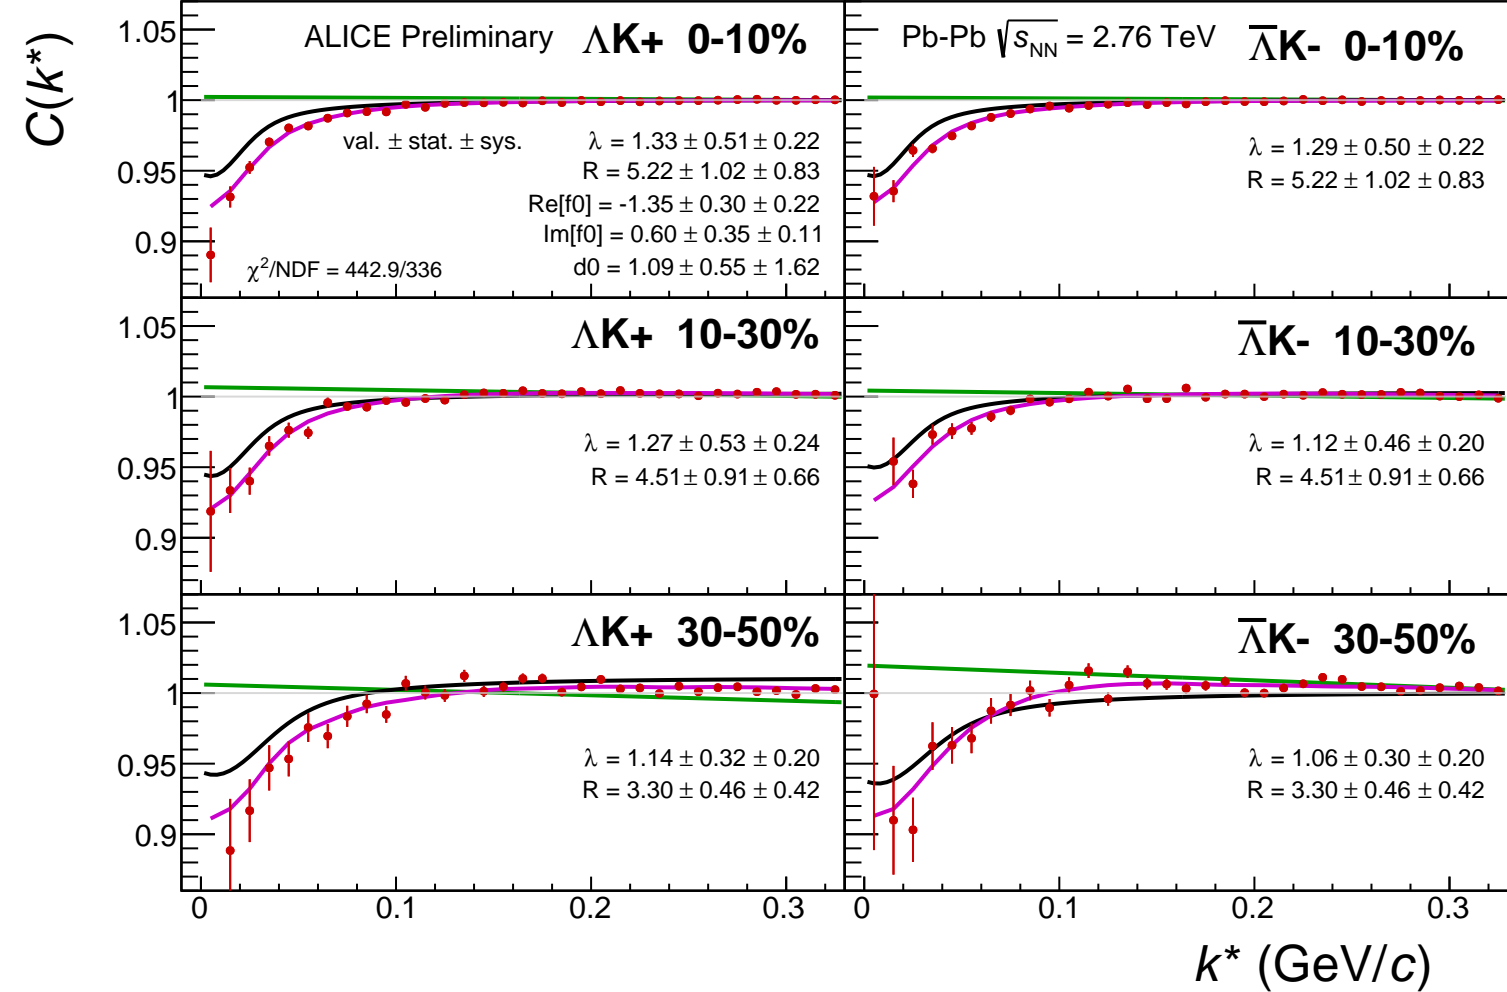 C(k*)
ALICE Preliminary ΛK+ 0-10%
1.05
1
0.95
0.9
val. ± stat. ± sys.
λ = 1.33 ± 0.51 ± 0.22
R = 5.22 ± 1.02 ± 0.83
Re[f0] = -1.35 ± 0.30 ± 0.22
Im[f0] = 0.60 ± 0.35 ± 0.11
d0 = 1.09 ± 0.55 ± 1.62
χ²/NDF = 442.9/336
Pb-Pb √sNN = 2.76 TeV Λ̅K- 0-10%
λ = 1.29 ± 0.50 ± 0.22
R = 5.22 ± 1.02 ± 0.83
ΛK+ 10-30%
1.05
1
0.95
0.9
λ = 1.27 ± 0.53 ± 0.24
R = 4.51 ± 0.91 ± 0.66
Λ̅K- 10-30%
λ = 1.12 ± 0.46 ± 0.20
R = 4.51 ± 0.91 ± 0.66
ΛK+ 30-50%
1.05
1
0.95
0.9
λ = 1.14 ± 0.32 ± 0.20
R = 3.30 ± 0.46 ± 0.42
Λ̅K- 30-50%
λ = 1.06 ± 0.30 ± 0.20
R = 3.30 ± 0.46 ± 0.42
0 0.1 0.2 0.3
0 0.1 0.2 0.3
k* (GeV/c)